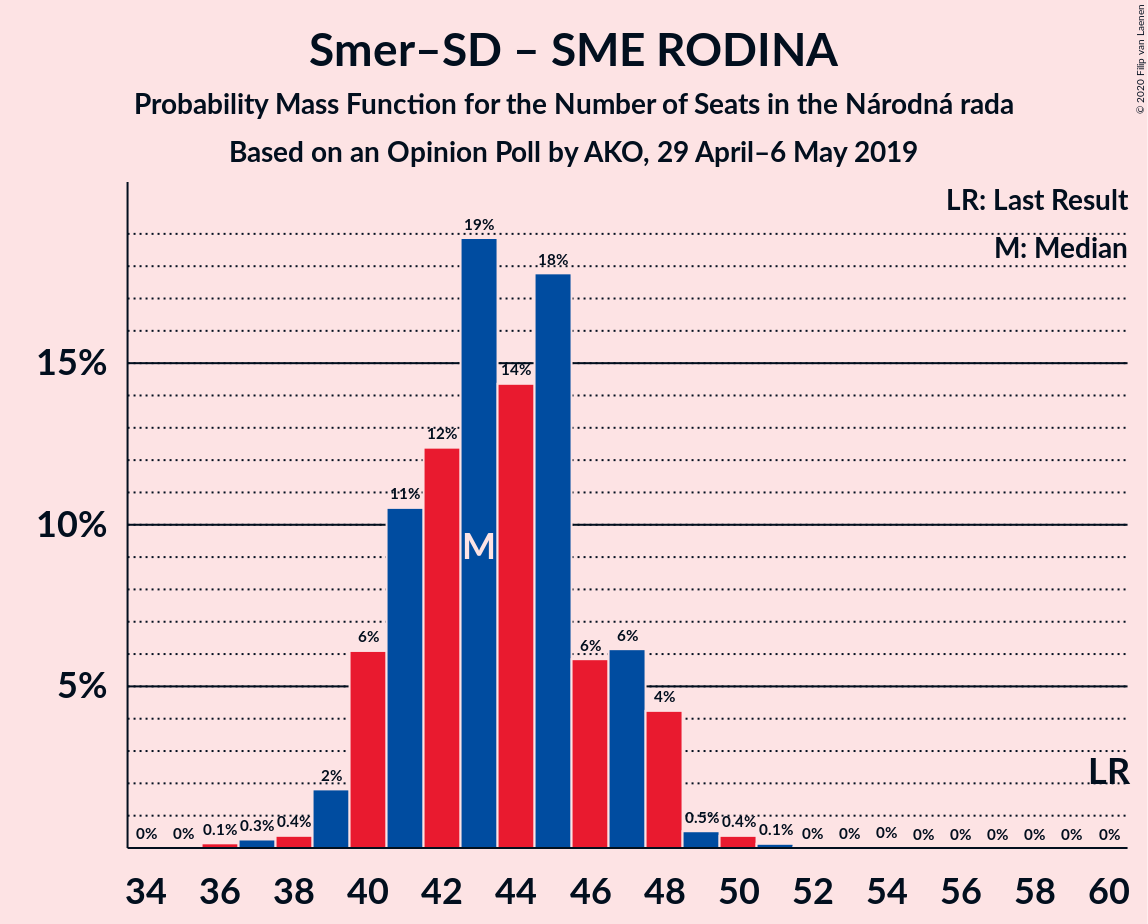 Smer–SD – SME RODINA
Probability Mass Function for the Number of Seats in the Národná rada
Based on an Opinion Poll by AKO, 29 April–6 May 2019
© 2020 Filip van Laenen
LR: Last Result
M: Median
15%
10%
5%
0% 0% 0.1% 0.3% 0.4% 2% 6% 11% 12% 19% 14% 18% 6% 6% 4% 0.5% 0.4% 0.1% 0% 0% 0% 0% 0% 0% 0% 0% 0%
M
LR
34 36 38 40 42 44 46 48 50 52 54 56 58 60